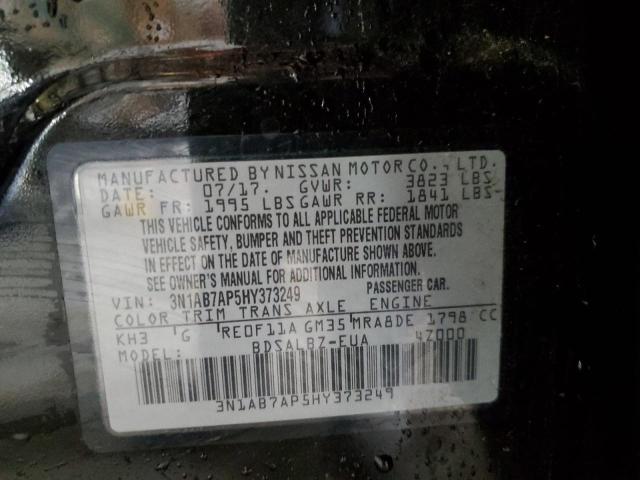 MANUFACTURED BY NISSAN MOTOR CO., LTD.
DATE: 07/17. GVWR: 3823 LBS
GAWR FR: 1995 LBS GAWR RR: 1841 LBS
THIS VEHICLE CONFORMS TO ALL APPLICABLE FEDERAL MOTOR
VEHICLE SAFETY, BUMPER AND THEFT PREVENTION STANDARDS
IN EFFECT ON THE DATE OF MANUFACTURE SHOWN ABOVE.
SEE OWNER'S MANUAL FOR ADDITIONAL INFORMATION.
VIN: 3N1AB7AP5HY373249 PASSENGER CAR.
COLOR TRIM TRANS AXLE ENGINE
KH3 G RE0F11A GM35 MRA8DE 1798 CC
MODEL: BDSALBZ-EUA 4Z000
3N1AB7AP5HY373249